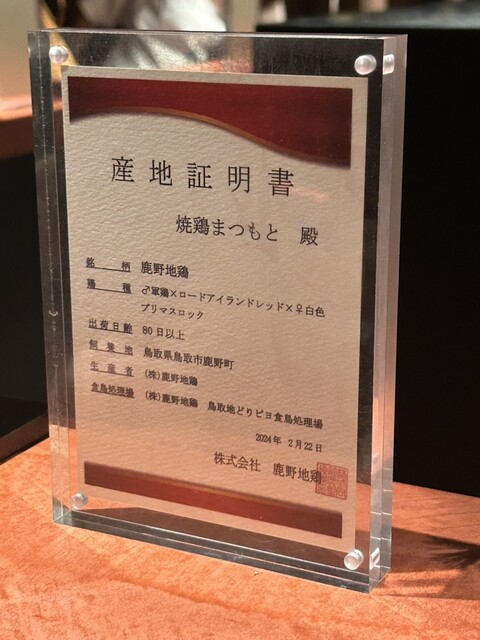 産地証明書
焼鶏まつもと 殿
銘柄 鹿野地鶏
鶏種 ♂軍鶏×ロードアイランドレッド×♀白色
プリマスロック
出荷日齢 80日以上
飼養地 鳥取県鳥取市鹿野町
生産者 (株)鹿野地鶏
食鳥処理場 (株)鹿野地鶏 鳥取地どりピヨ食鳥処理場
2024年 2月22日
株式会社 鹿野地鶏